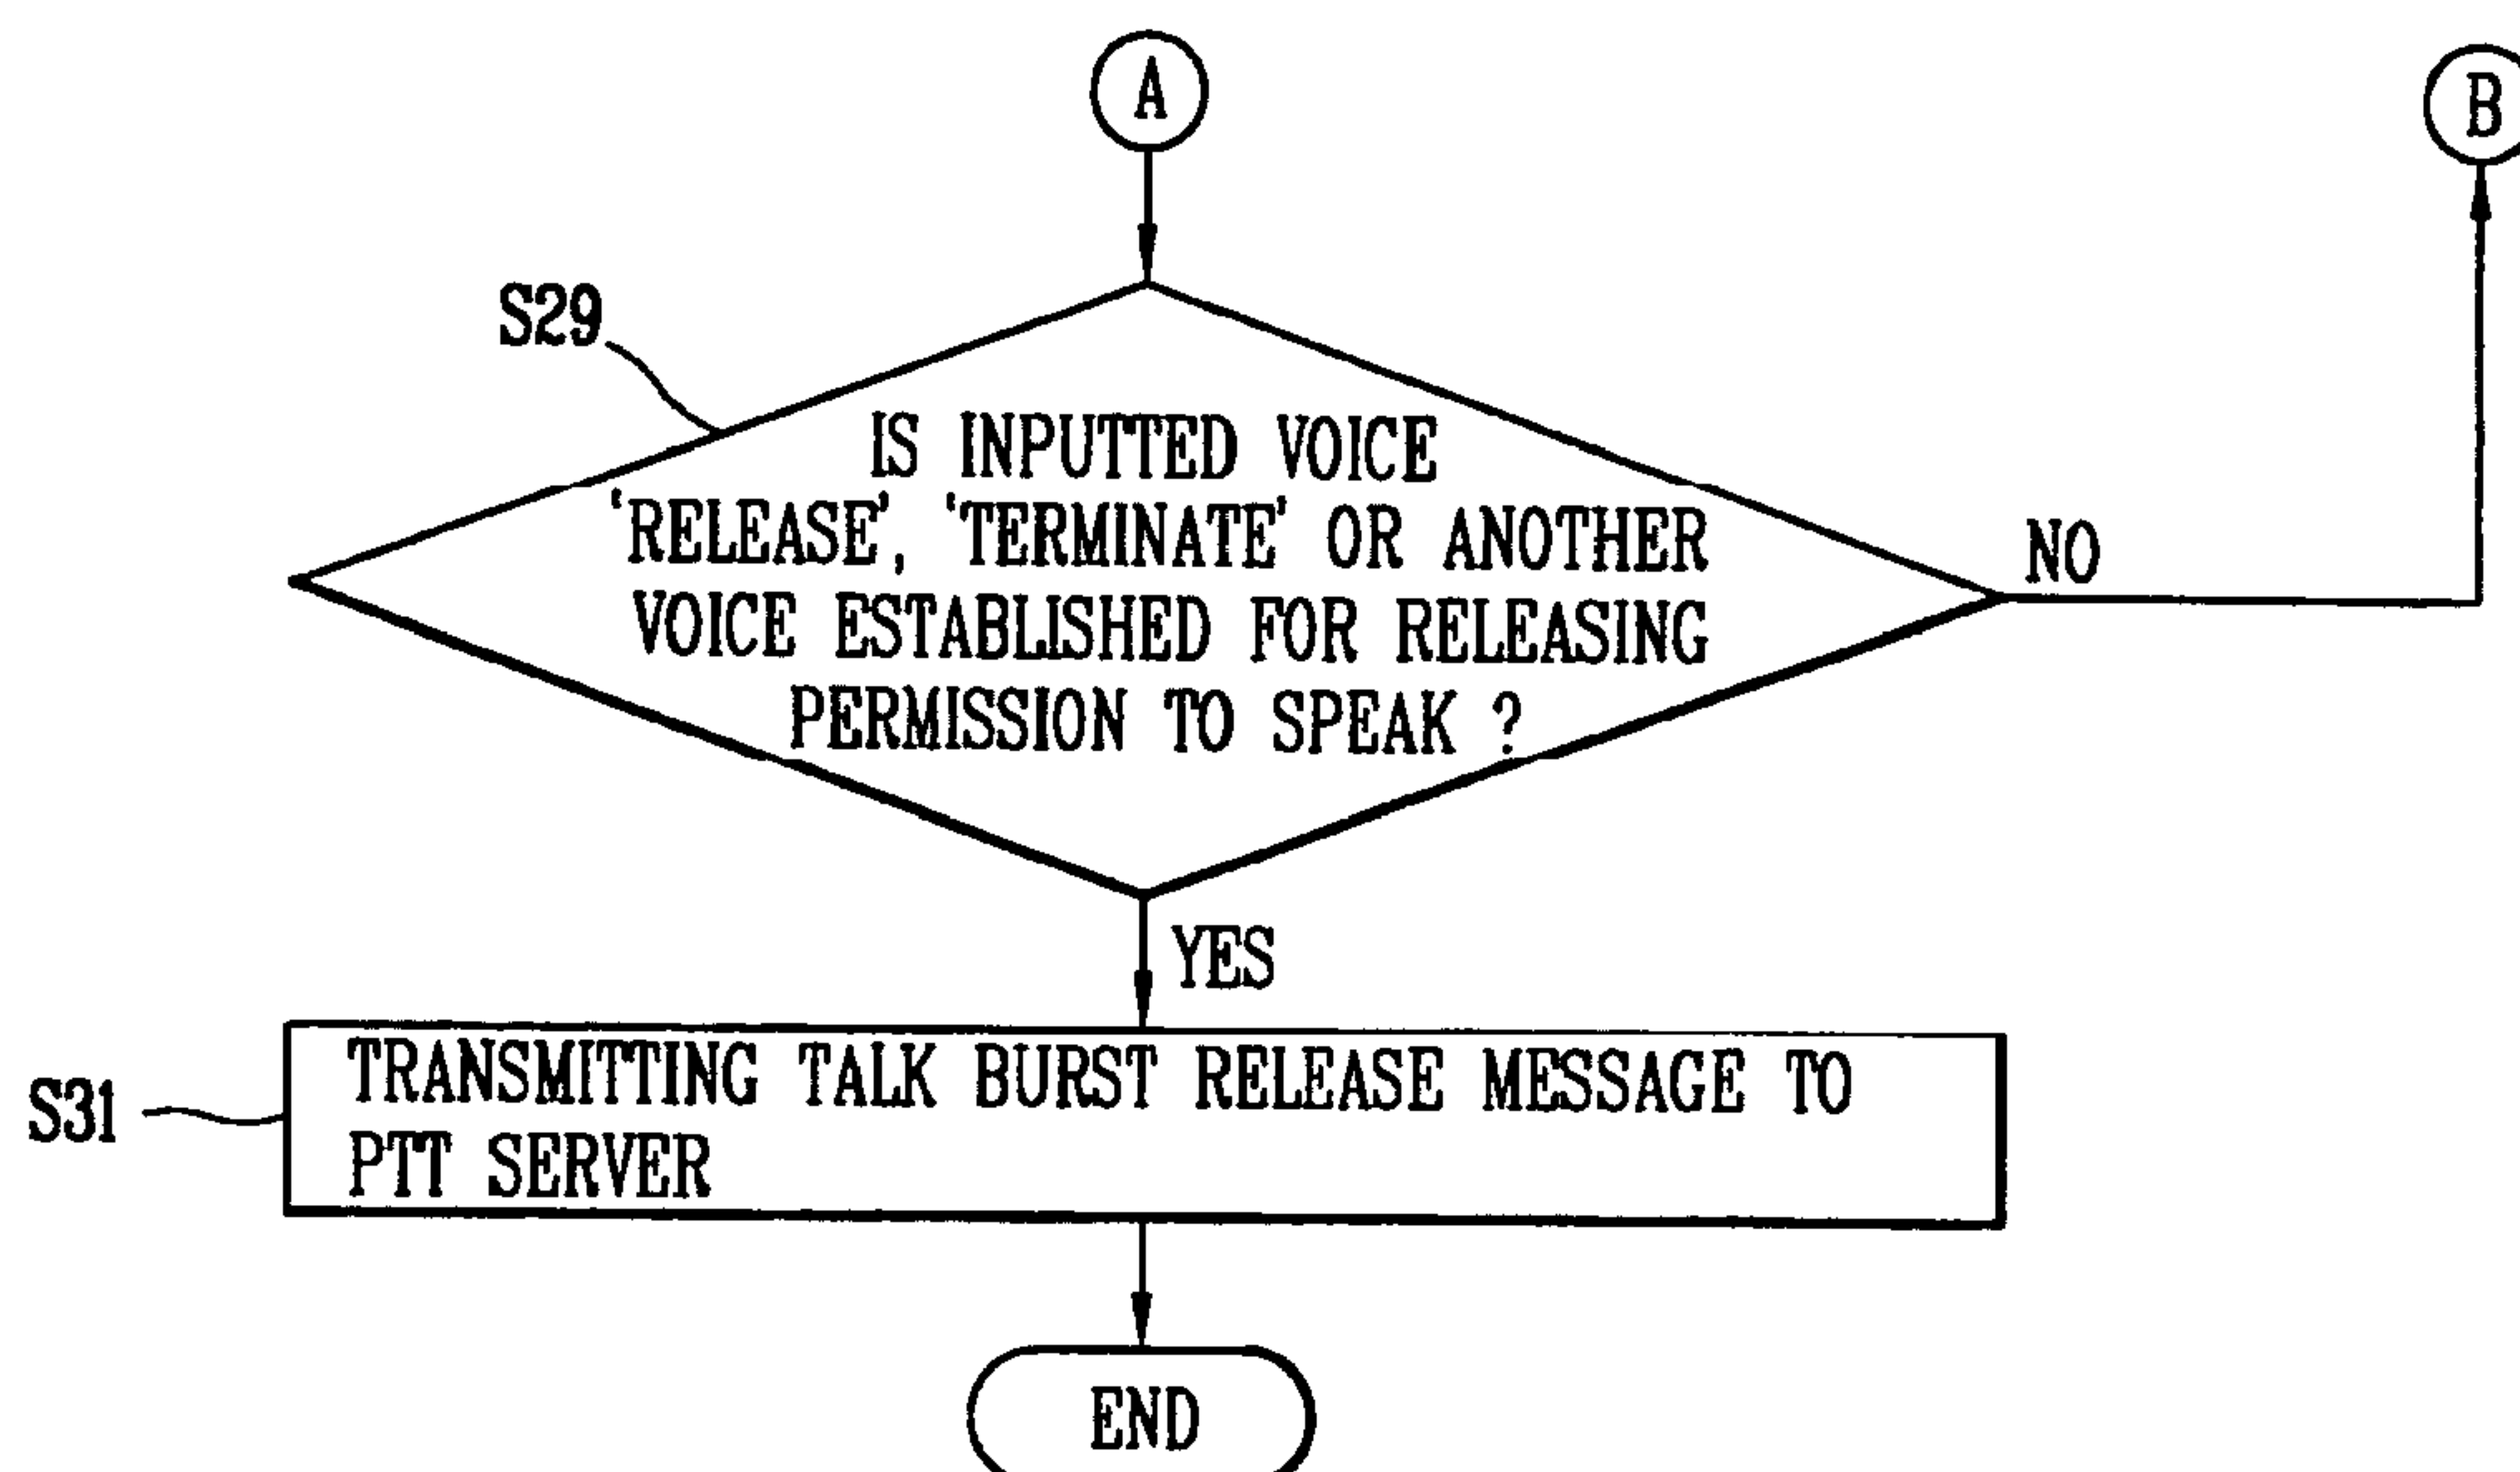 A
B
S29
IS INPUTTED VOICE
‘RELEASE’, ‘TERMINATE’ OR ANOTHER
VOICE ESTABLISHED FOR RELEASING
PERMISSION TO SPEAK ?
NO
YES
S31
TRANSMITTING TALK BURST RELEASE MESSAGE TO
PTT SERVER
END